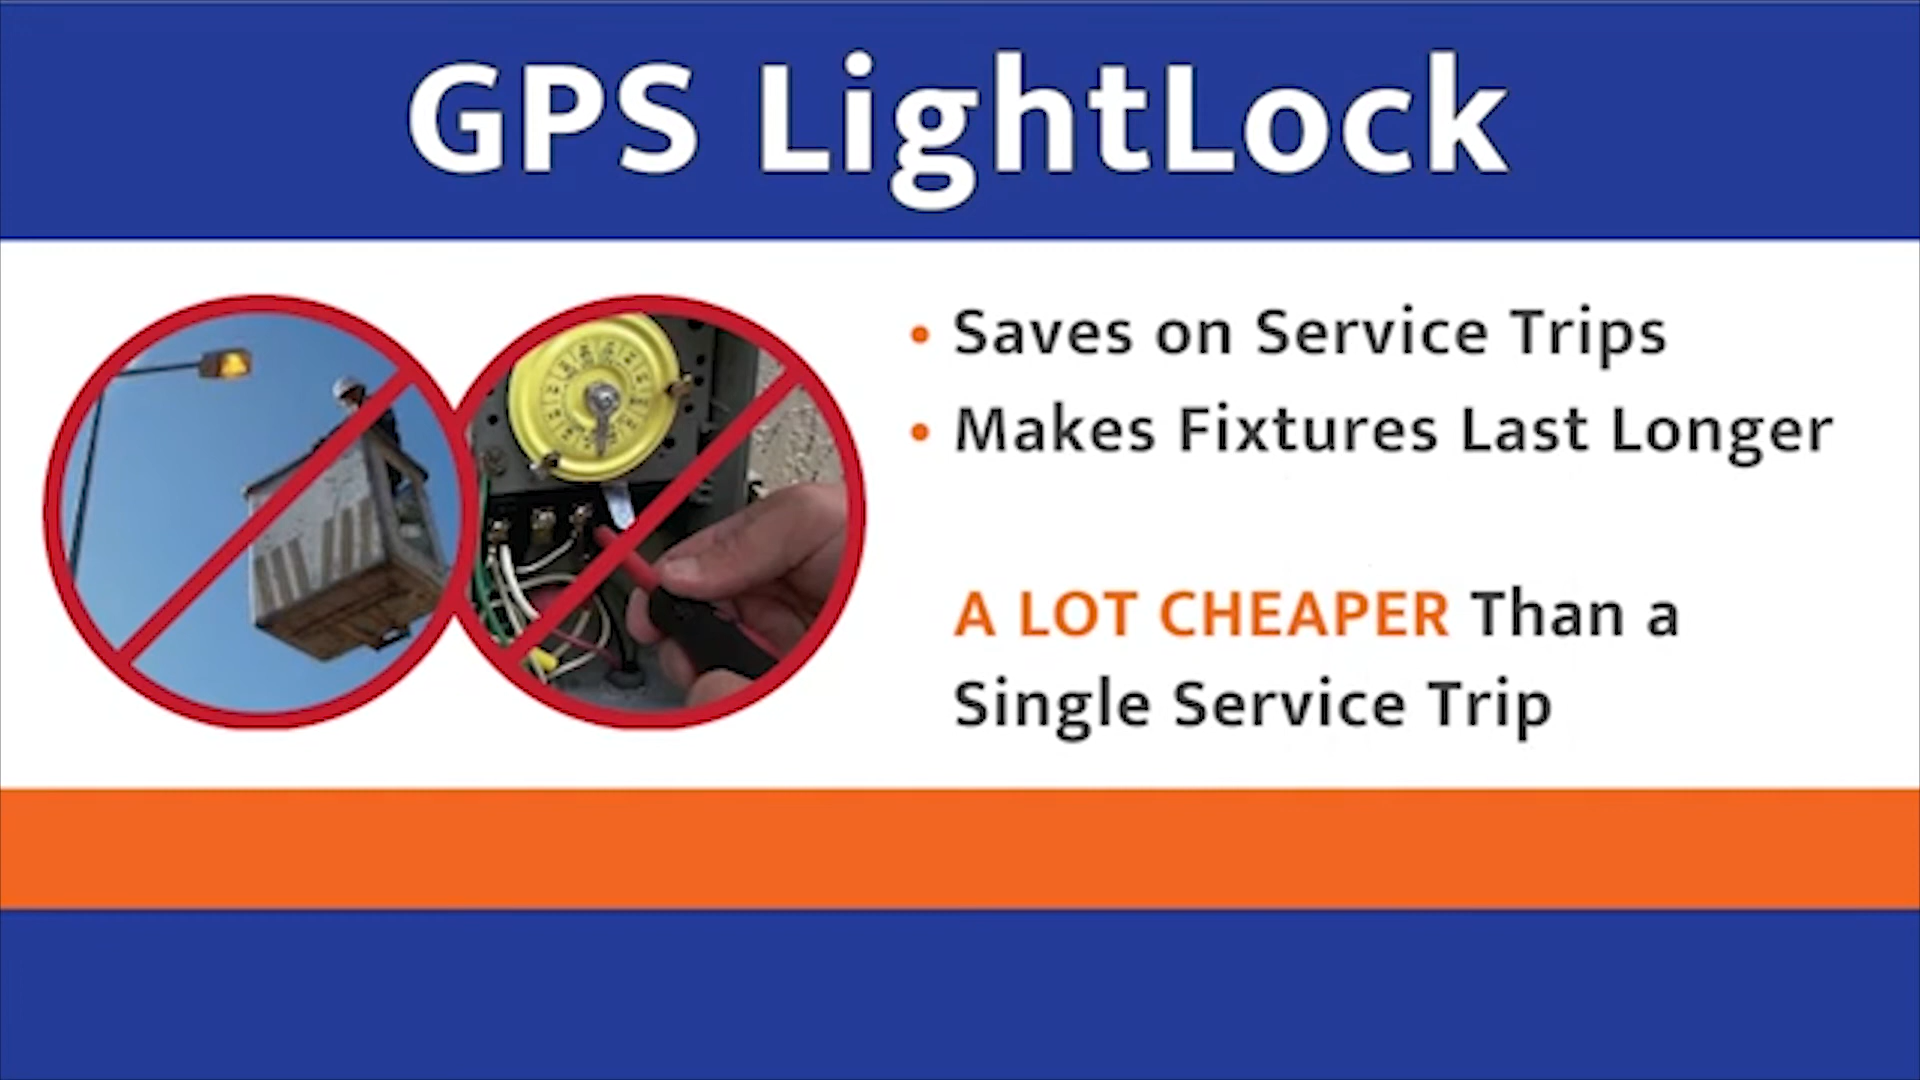 GPS LightLock
• Saves on Service Trips
• Makes Fixtures Last Longer
A LOT CHEAPER Than a
Single Service Trip